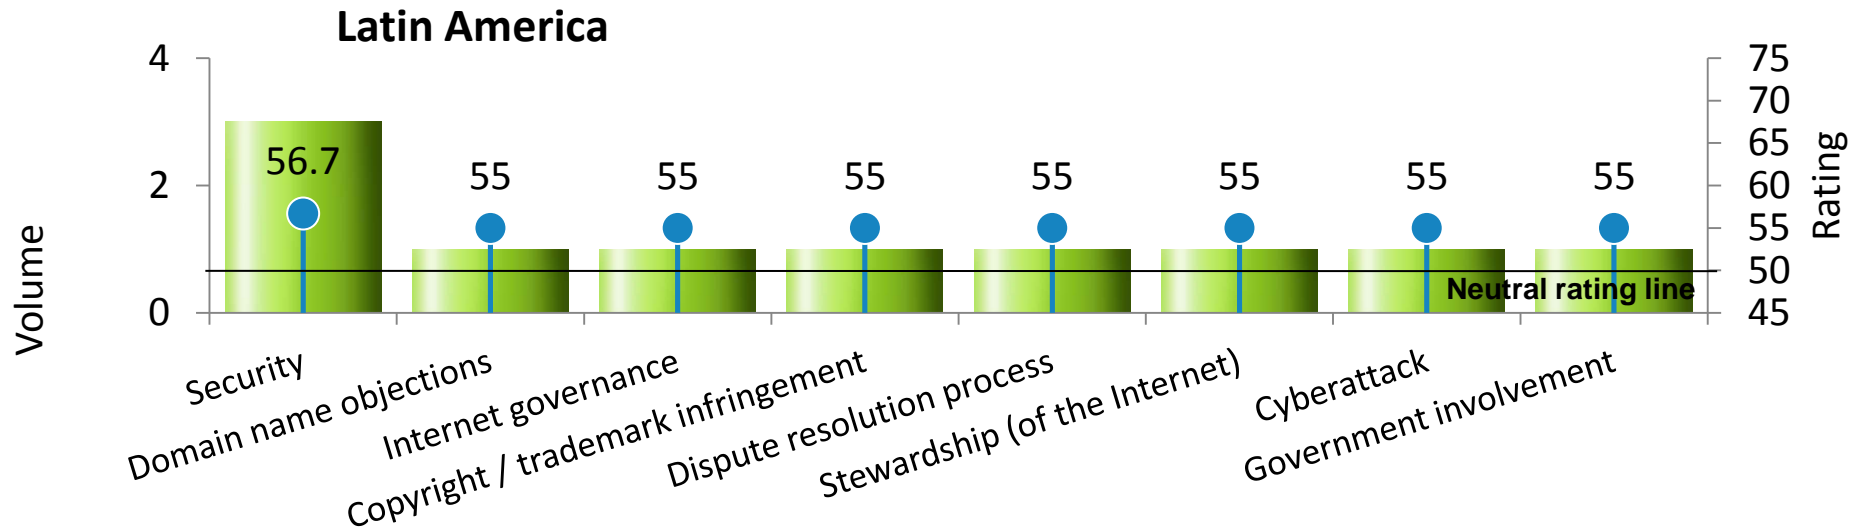 Latin America
4
2
0
Volume
75
70
65
60
55
50
45
Rating
56.7
55
55
55
55
55
55
55
Neutral rating line
Security
Domain name objections
Internet governance
Copyright / trademark infringement
Dispute resolution process
Stewardship (of the Internet)
Cyberattack
Government involvement